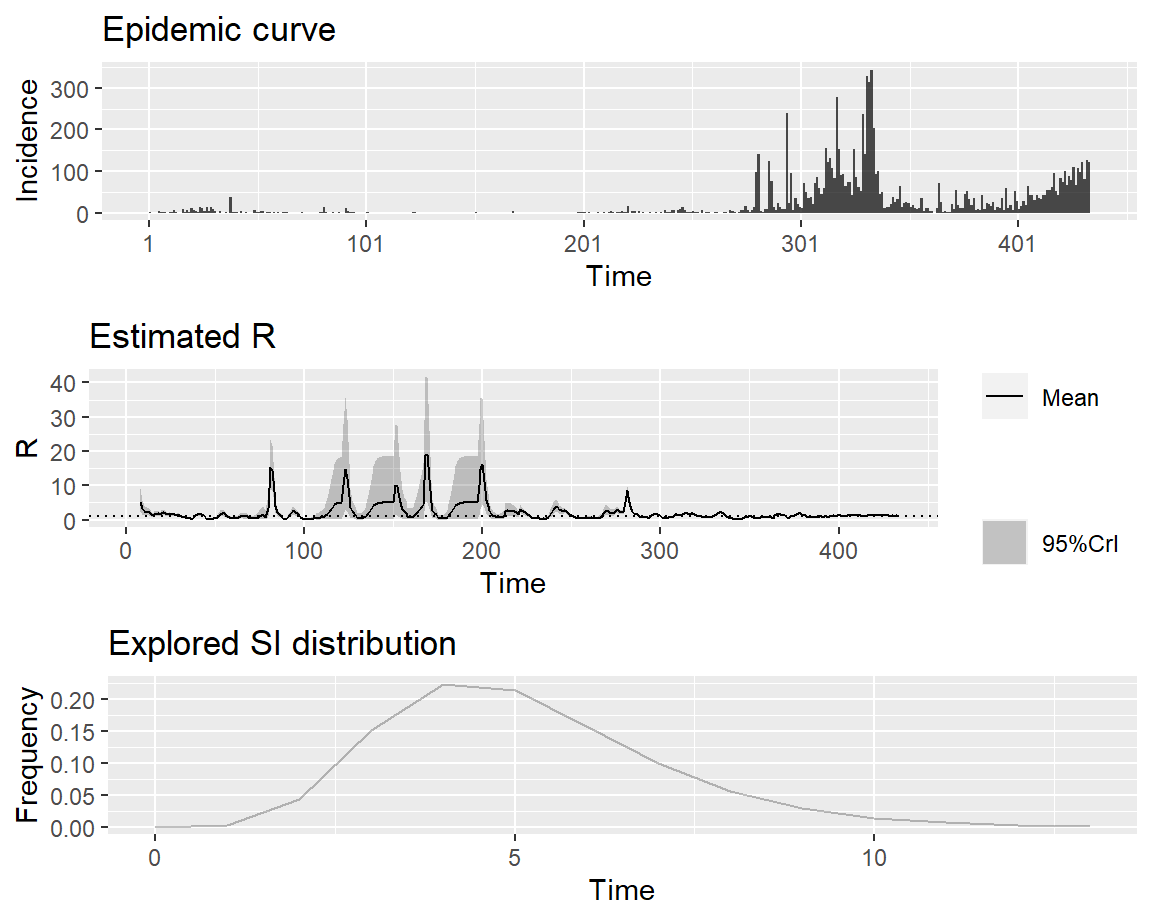 Epidemic curve
Incidence
300
200
100
0
1 101 201 301 401
Time
Estimated R
R
40
30
20
10
0
0 100 200 300 400
Time
Mean
95%CrI
Explored SI distribution
Frequency
0.20
0.15
0.10
0.05
0.00
0 5 10
Time